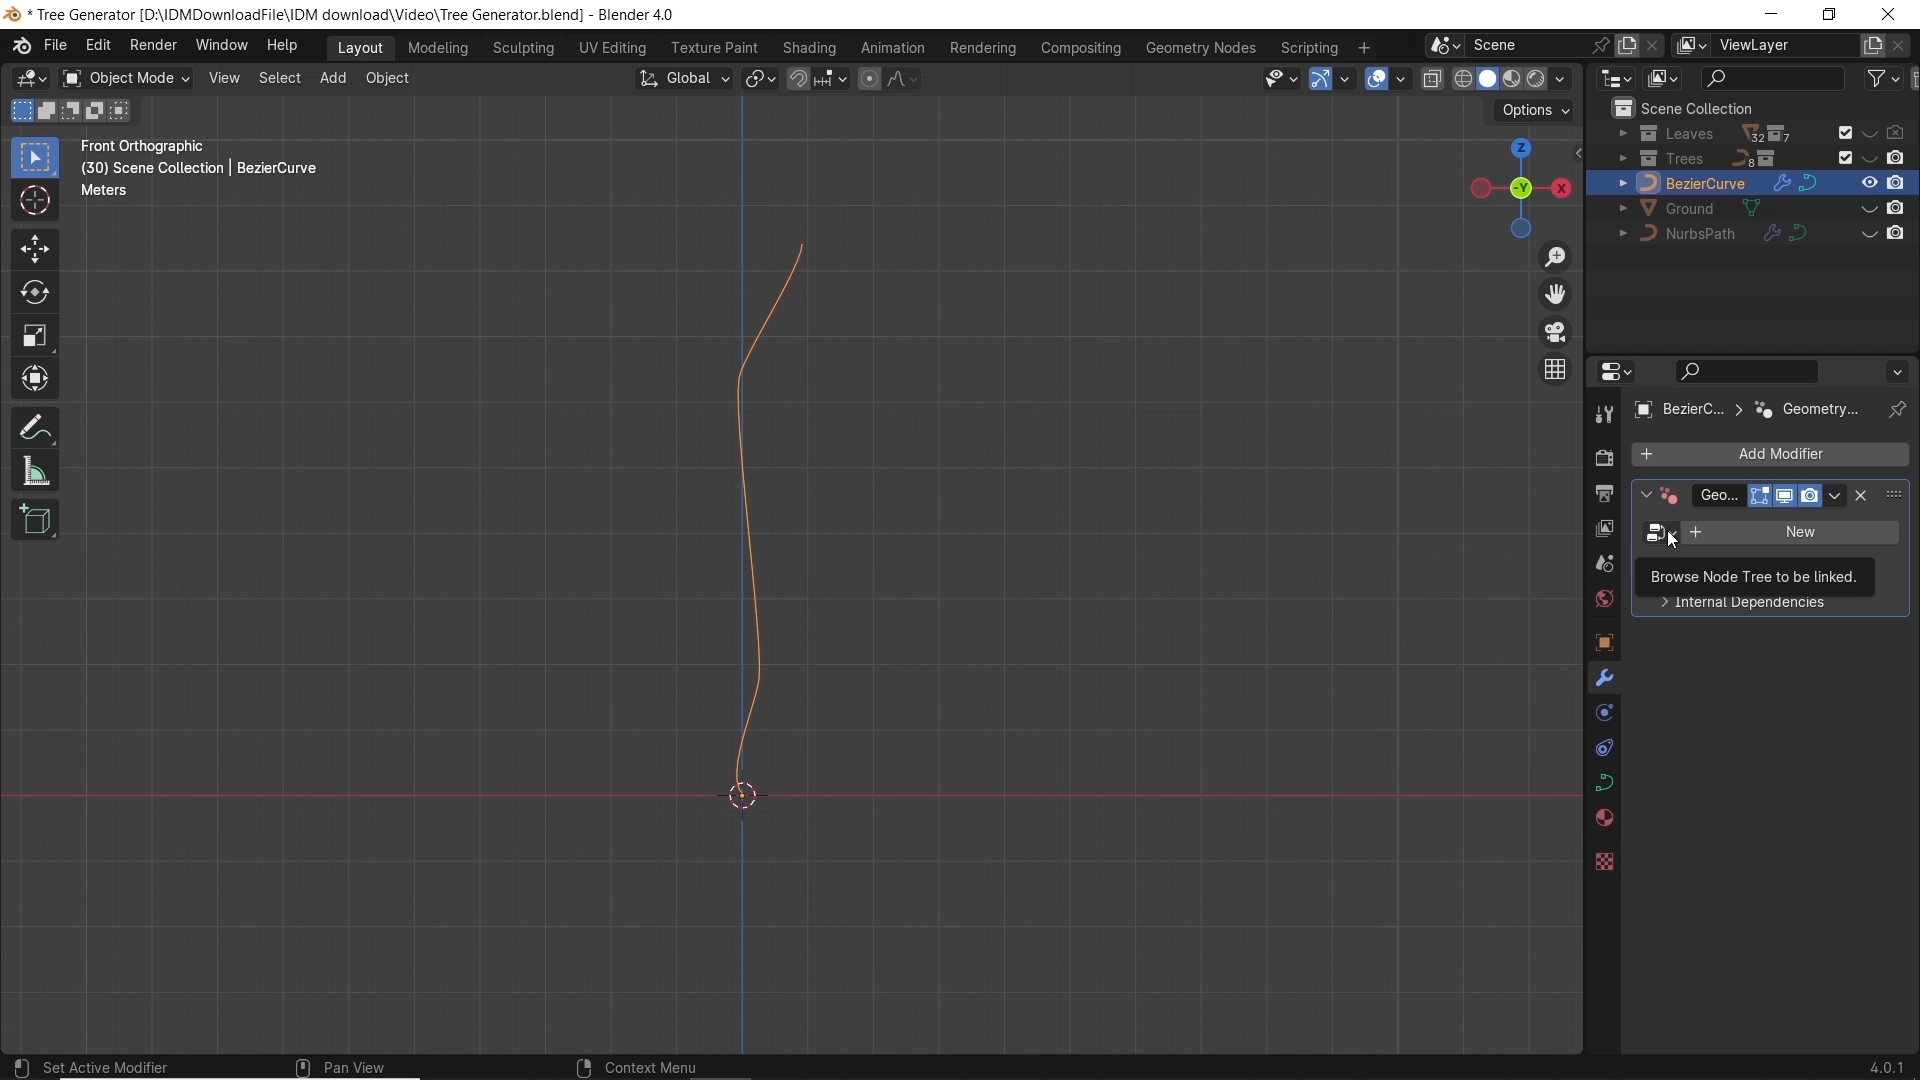 * Tree Generator [D:\IDMDownloadFile\IDM download\Video\Tree Generator.blend] - Blender 4.0
File Edit Render Window Help Layout Modeling Sculpting UV Editing Texture Paint Shading Animation Rendering Compositing Geometry Nodes Scripting + Scene ViewLayer
Object Mode View Select Add Object Global
Options
Front Orthographic
(30) Scene Collection | BezierCurve
Meters
Z
-Y X
Scene Collection
Leaves 32 7
Trees 8
BezierCurve
Ground
NurbsPath
BezierC... > Geometry...
+ Add Modifier
Geo...
+ New
Browse Node Tree to be linked.
> Internal Dependencies
Set Active Modifier Pan View Context Menu 4.0.1